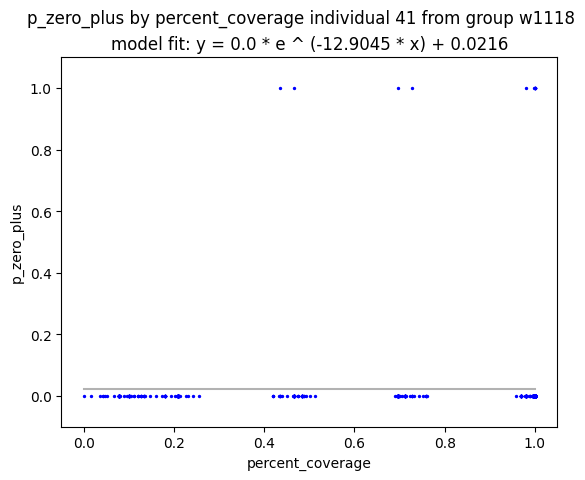 p_zero_plus by percent_coverage individual 41 from group w1118
model fit: y = 0.0 * e ^ (-12.9045 * x) + 0.0216
1.0
0.8
0.6
0.4
0.2
0.0
p_zero_plus
0.0 0.2 0.4 0.6 0.8 1.0
percent_coverage